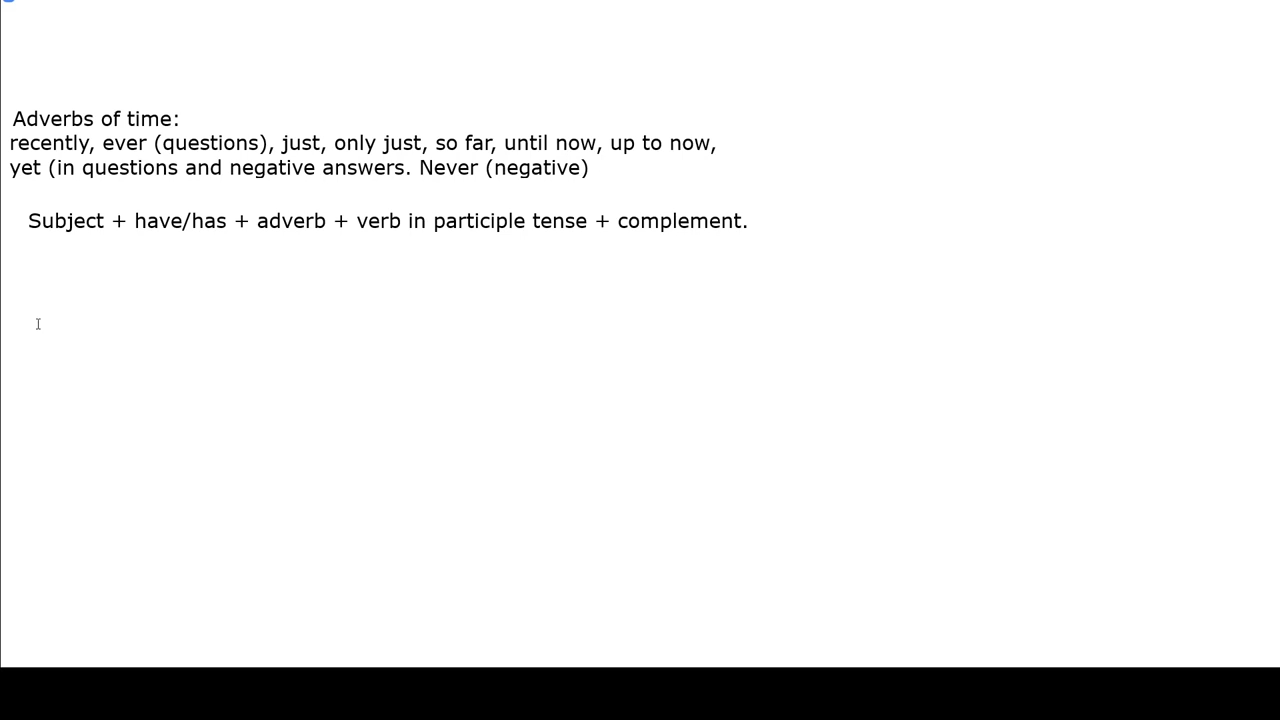 Adverbs of time:
recently, ever (questions), just, only just, so far, until now, up to now,
yet (in questions and negative answers. Never (negative)
Subject + have/has + adverb + verb in participle tense + complement.